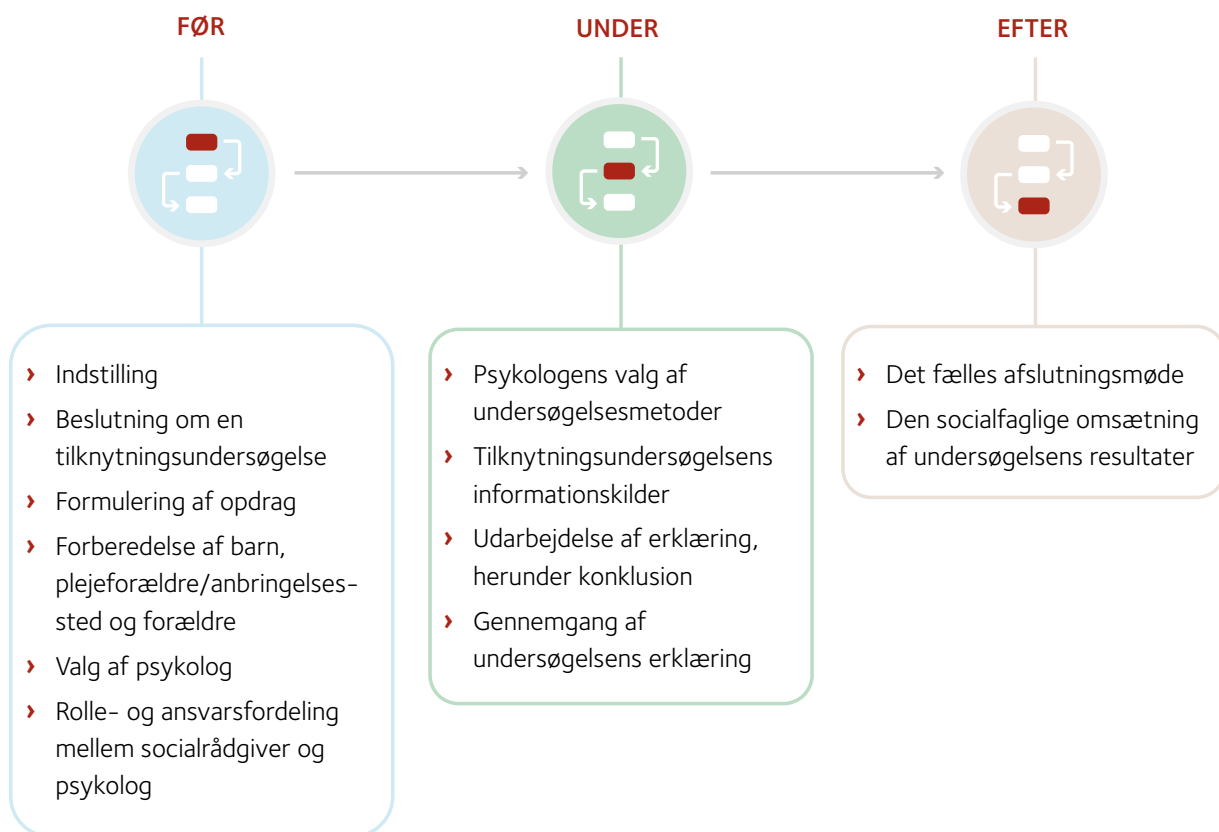 FØR
UNDER
EFTER
› Indstilling
› Beslutning om en
tilknytningsundersøgelse
› Formulering af opdrag
› Forberedelse af barn,
plejeforældre/anbringelses-
sted og forældre
› Valg af psykolog
› Rolle- og ansvarsfordeling
mellem socialrådgiver og
psykolog
› Psykologens valg af
undersøgelsesmetoder
› Tilknytningsundersøgelsens
informationskilder
› Udarbejdelse af erklæring,
herunder konklusion
› Gennemgang af
undersøgelsens erklæring
› Det fælles afslutningsmøde
› Den socialfaglige omsætning
af undersøgelsens resultater